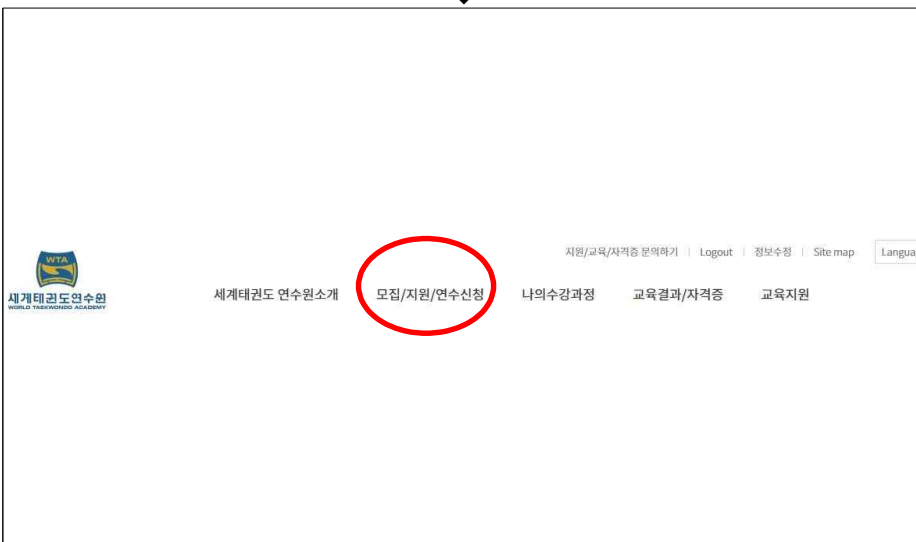 지원/교육/자격증 문의하기 | Logout | 정보수정 | Site map Langua
WTA
세계태권도연수원
WORLD TAEKWONDO ACADEMY
세계태권도 연수원소개 모집/지원/연수신청 나의수강과정 교육결과/자격증 교육지원